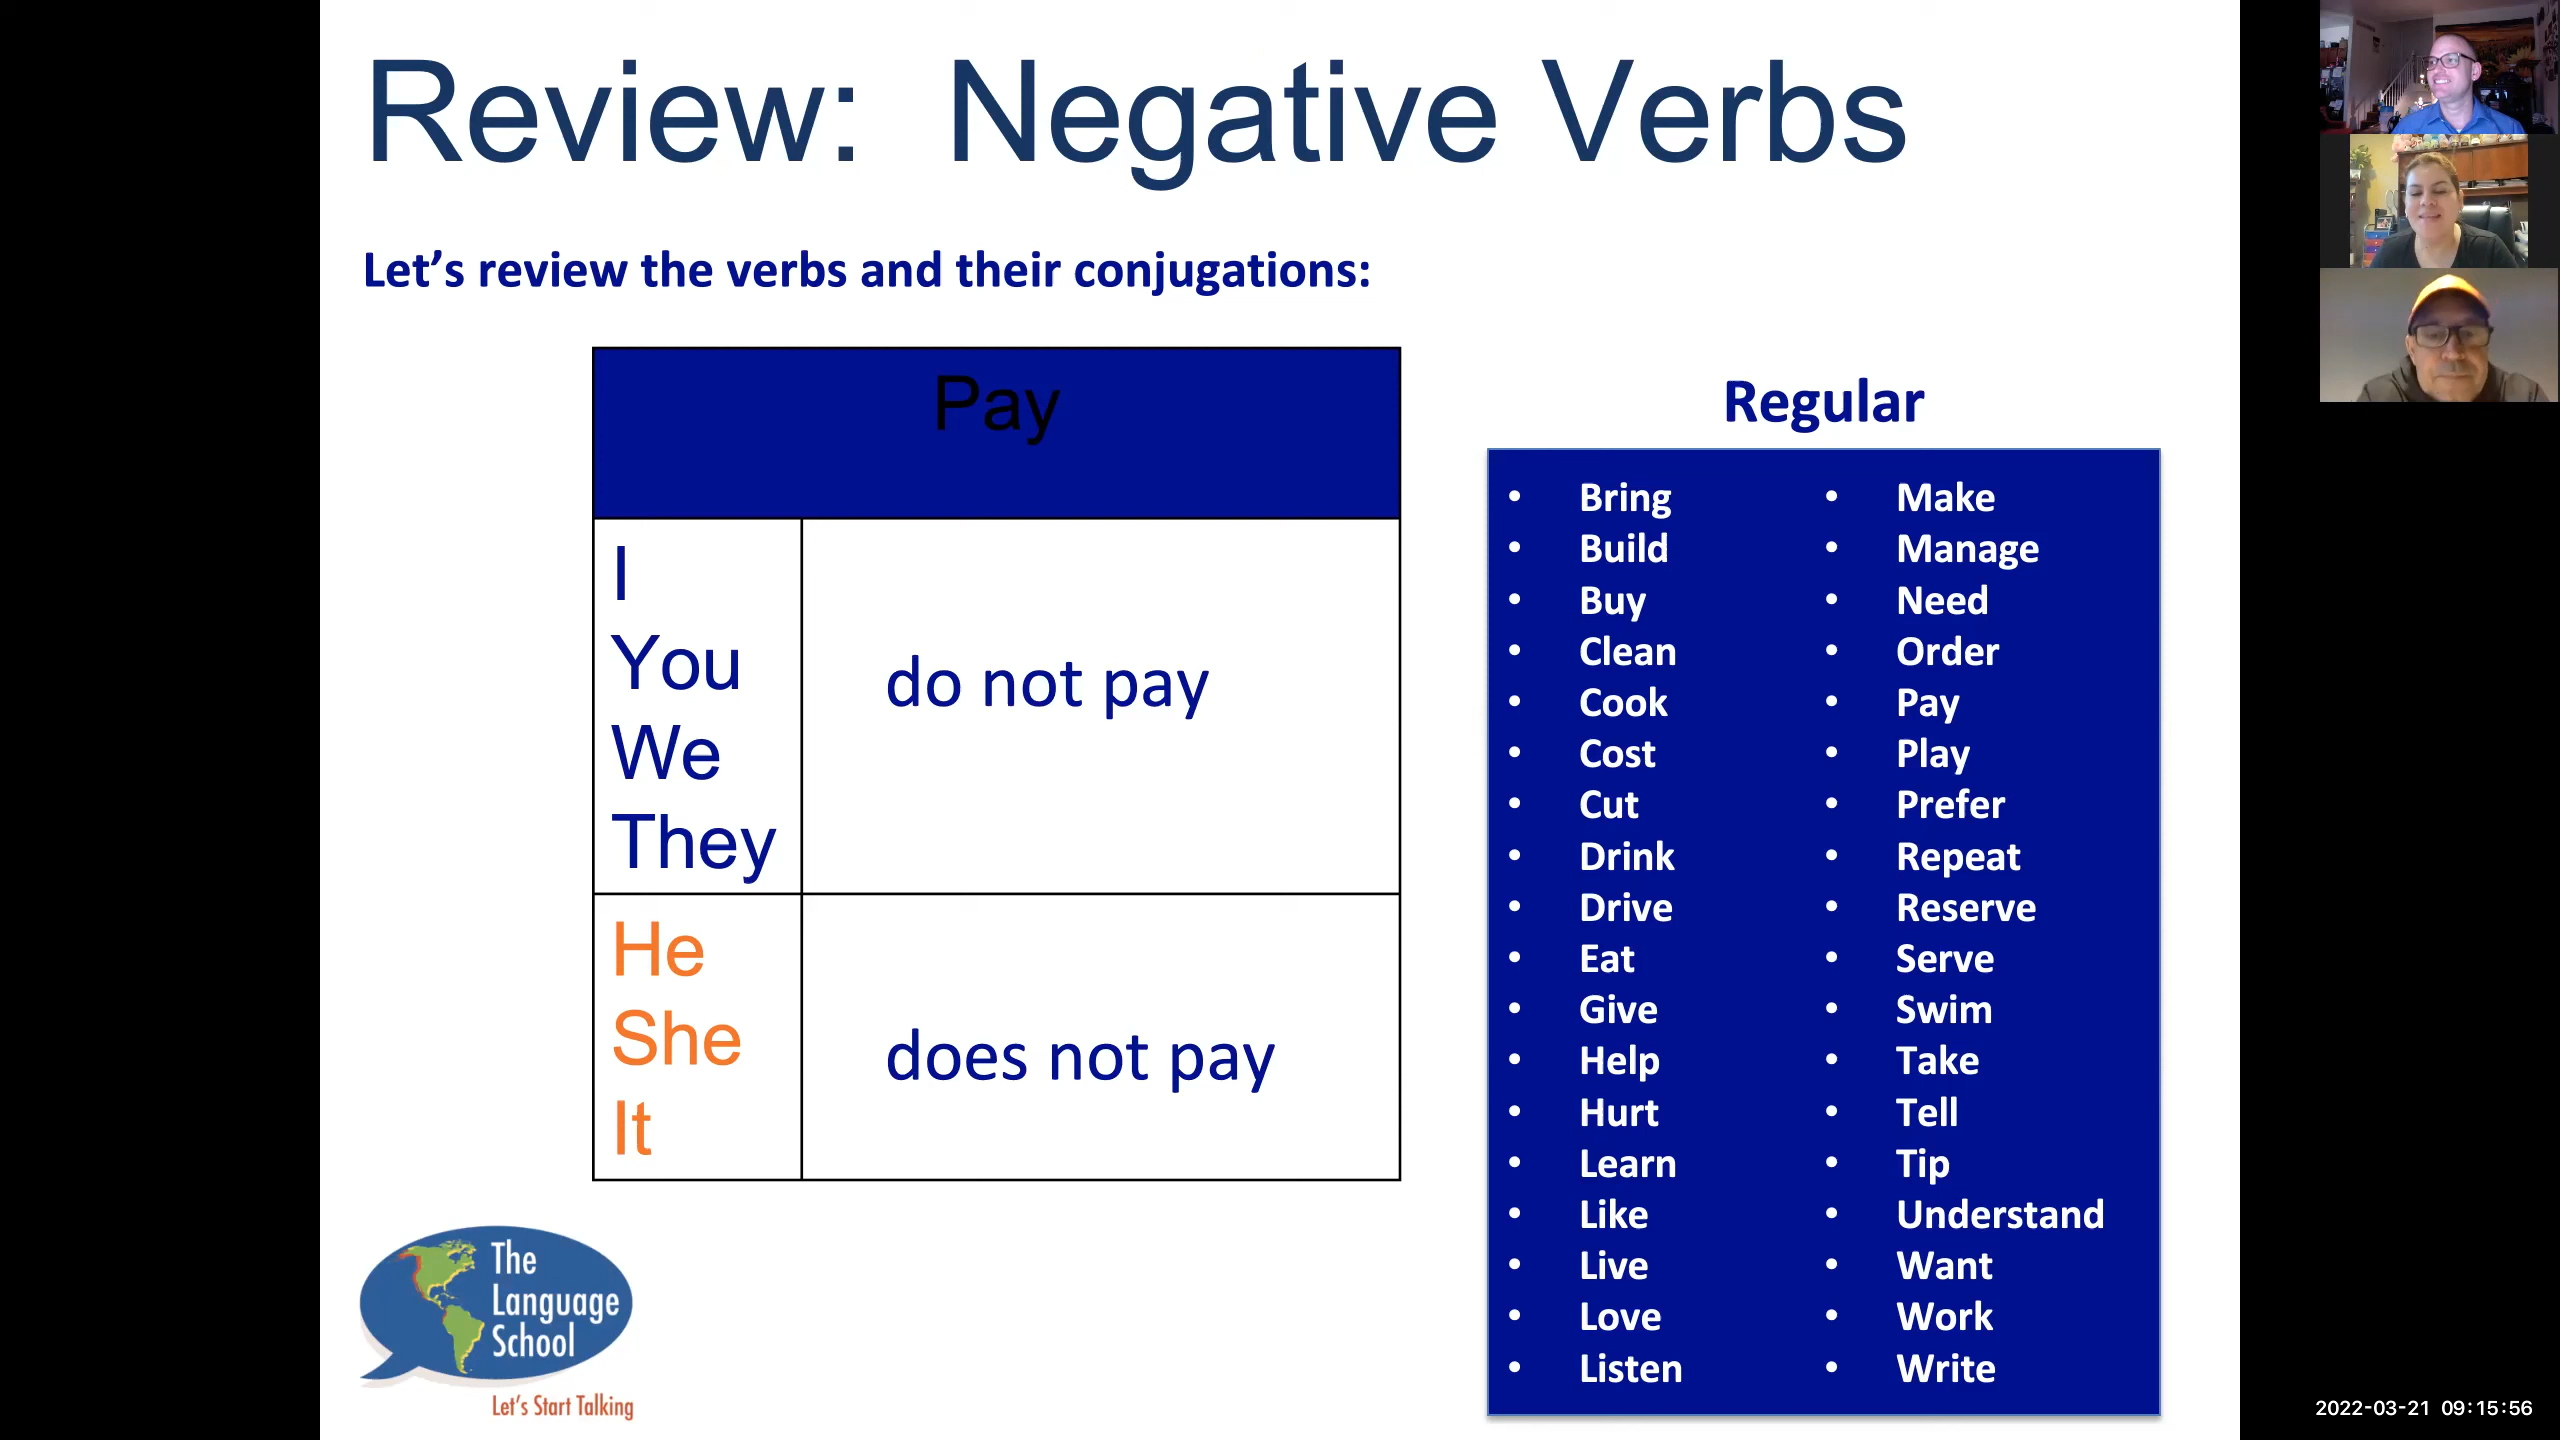 Review:  Negative Verbs
Let's review the verbs and their conjugations:
Pay
I
You
We
They
do not pay
He
She
It
does not pay
Regular
• Bring
• Build
• Buy
• Clean
• Cook
• Cost
• Cut
• Drink
• Drive
• Eat
• Give
• Help
• Hurt
• Learn
• Like
• Live
• Love
• Listen
• Make
• Manage
• Need
• Order
• Pay
• Play
• Prefer
• Repeat
• Reserve
• Serve
• Swim
• Take
• Tell
• Tip
• Understand
• Want
• Work
• Write
The
Language
School
Let's Start Talking
2022-03-21 09:15:56